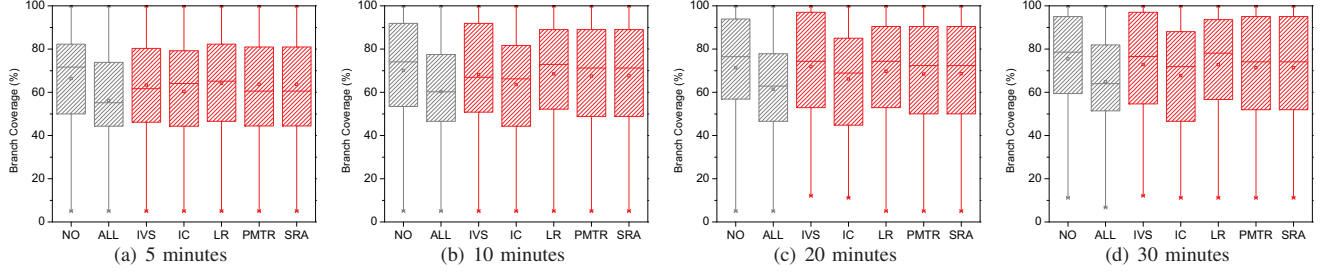 Branch Coverage (%)
100
80
60
40
20
0
NO ALL IVS IC LR PMTR SRA
(a) 5 minutes
Branch Coverage (%)
100
80
60
40
20
0
NO ALL IVS IC LR PMTR SRA
(b) 10 minutes
Branch Coverage (%)
100
80
60
40
20
0
NO ALL IVS IC LR PMTR SRA
(c) 20 minutes
Branch Coverage (%)
100
80
60
40
20
0
NO ALL IVS IC LR PMTR SRA
(d) 30 minutes